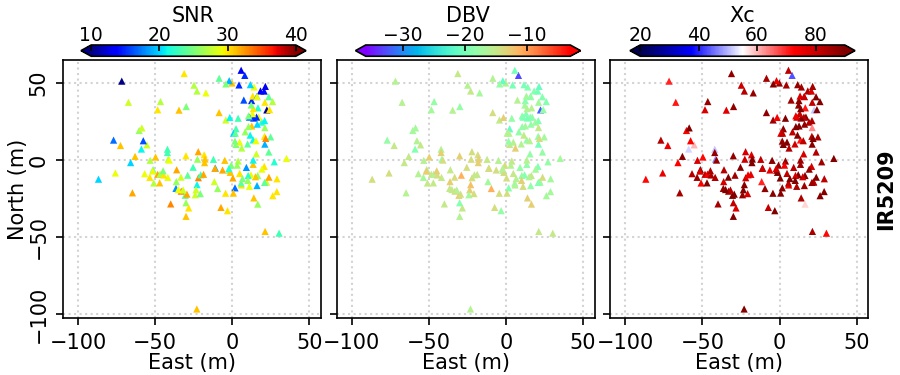 SNR DBV Xc
10 20 30 40 −30 −20 −10 20 40 60 80
North (m)
50
0
−50
−100
−100 −50 0 50 −100 −50 0 50 −100 −50 0 50
East (m) East (m) East (m)
IR5209